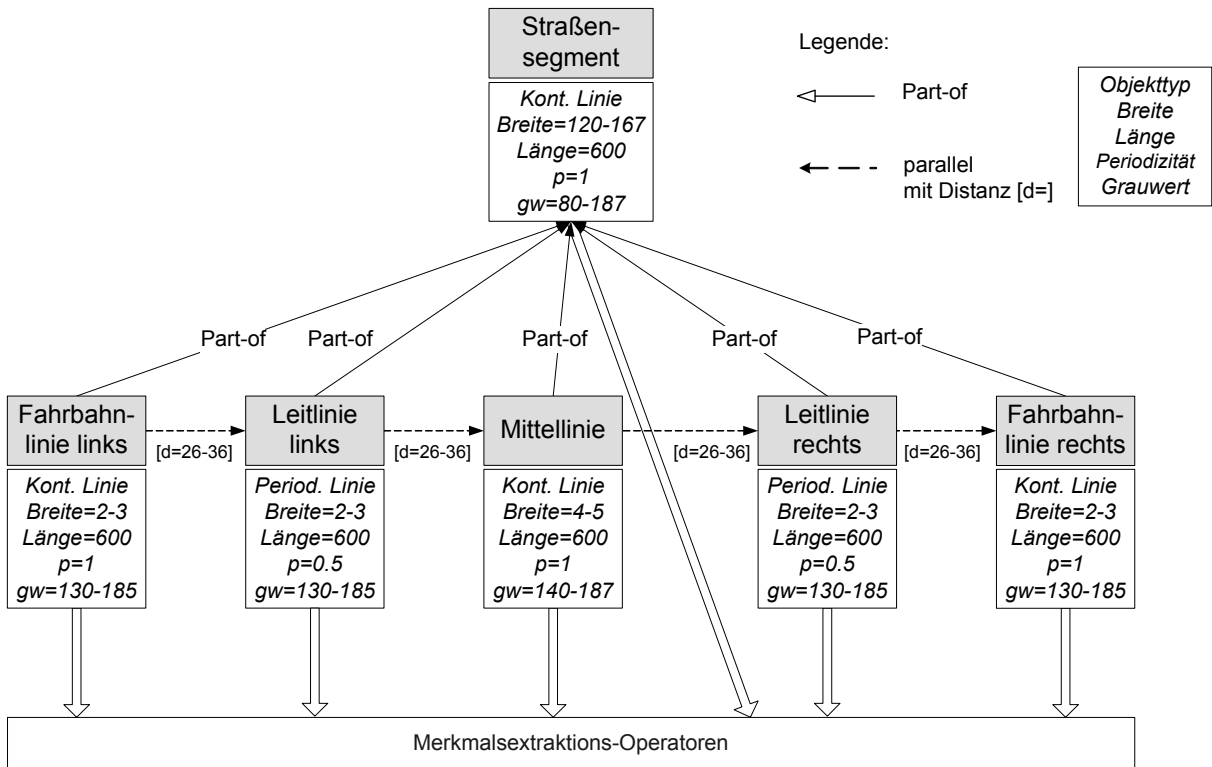 Straßen-
segment
Kont. Linie
Breite=120-167
Länge=600
p=1
gw=80-187
Legende:
Part-of
parallel
mit Distanz [d=]
Objekttyp
Breite
Länge
Periodizität
Grauwert
Part-of
Part-of
Part-of
Part-of
Part-of
Fahrbahn-
linie links
[d=26-36]
Leitlinie
links
[d=26-36]
Mittellinie
[d=26-36]
Leitlinie
rechts
[d=26-36]
Fahrbahn-
linie rechts
Kont. Linie
Breite=2-3
Länge=600
p=1
gw=130-185
Period. Linie
Breite=2-3
Länge=600
p=0.5
gw=130-185
Kont. Linie
Breite=4-5
Länge=600
p=1
gw=140-187
Period. Linie
Breite=2-3
Länge=600
p=0.5
gw=130-185
Kont. Linie
Breite=2-3
Länge=600
p=1
gw=130-185
Merkmalsextraktions-Operatoren